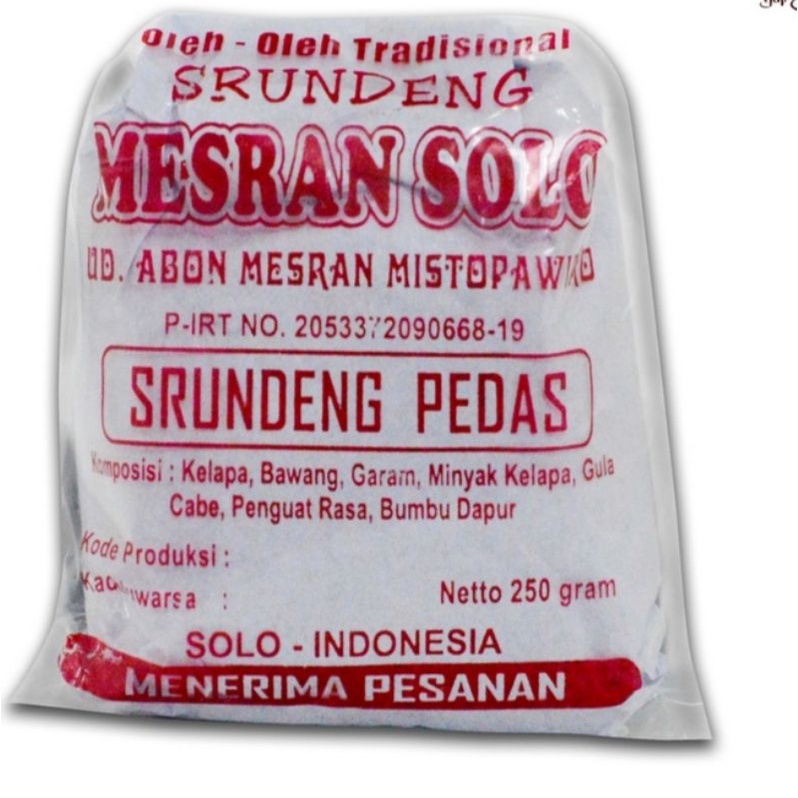 Oleh - Oleh Tradisional
SRUNDENG
MESRAN SOLO
UD. ABON MESRAN MISTOPAWIRO
P-IRT NO. 2053372090668-19
SRUNDENG PEDAS
Komposisi : Kelapa, Bawang, Garam, Minyak Kelapa, Gula
Cabe, Penguat Rasa, Bumbu Dapur
Kode Produksi :
Kadaluwarsa :
Netto 250 gram
SOLO - INDONESIA
MENERIMA PESANAN